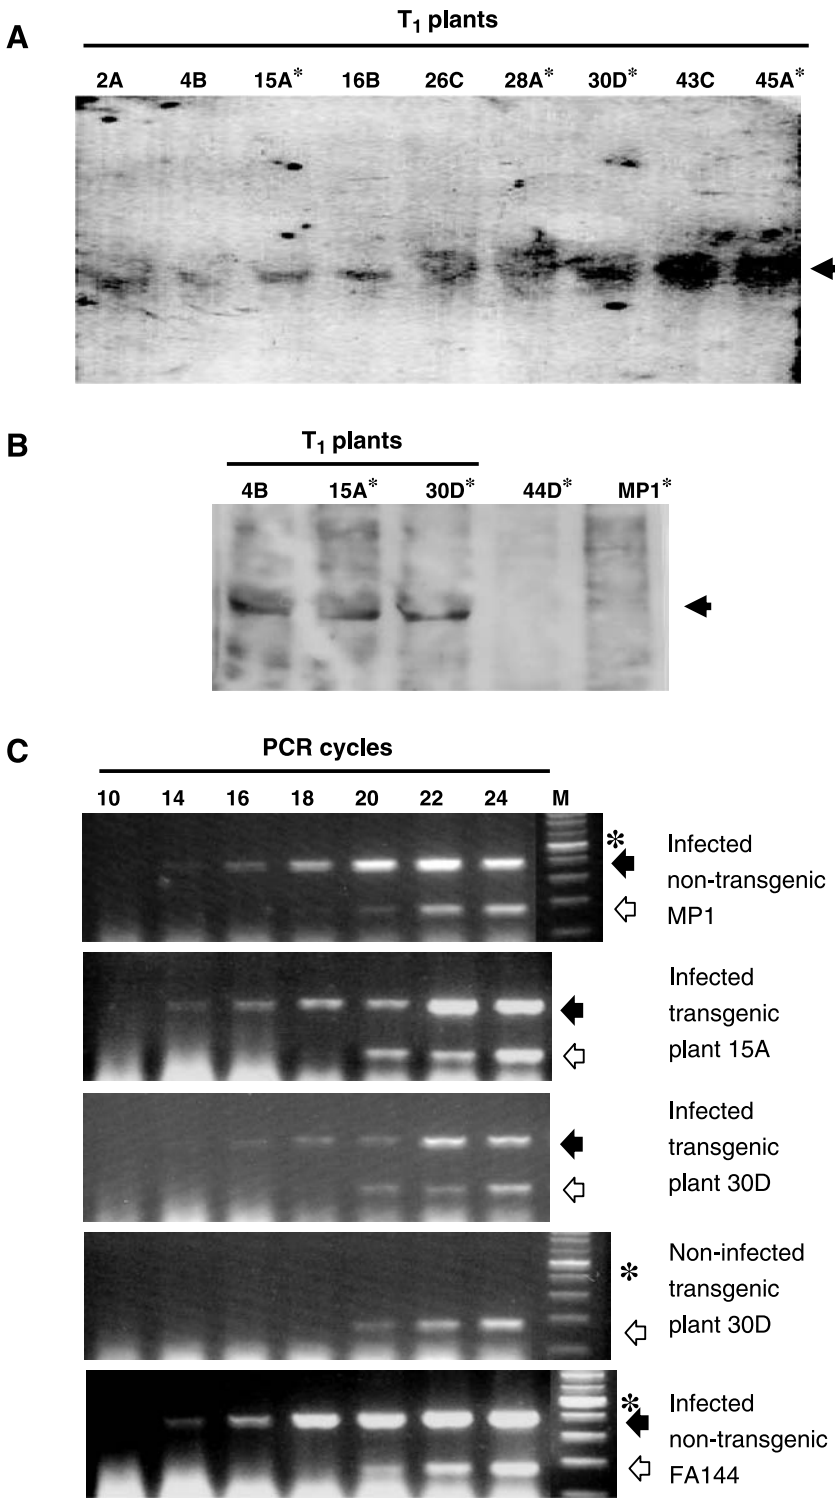 A
T1 plants
2A 4B 15A* 16B 26C 28A* 30D* 43C 45A*
B
T1 plants
4B 15A* 30D* 44D* MP1*
C
PCR cycles
10 14 16 18 20 22 24 M
*
Infected
non-transgenic
MP1
Infected
transgenic
plant 15A
Infected
transgenic
plant 30D
*
Non-infected
transgenic
plant 30D
*
Infected
non-transgenic
FA144